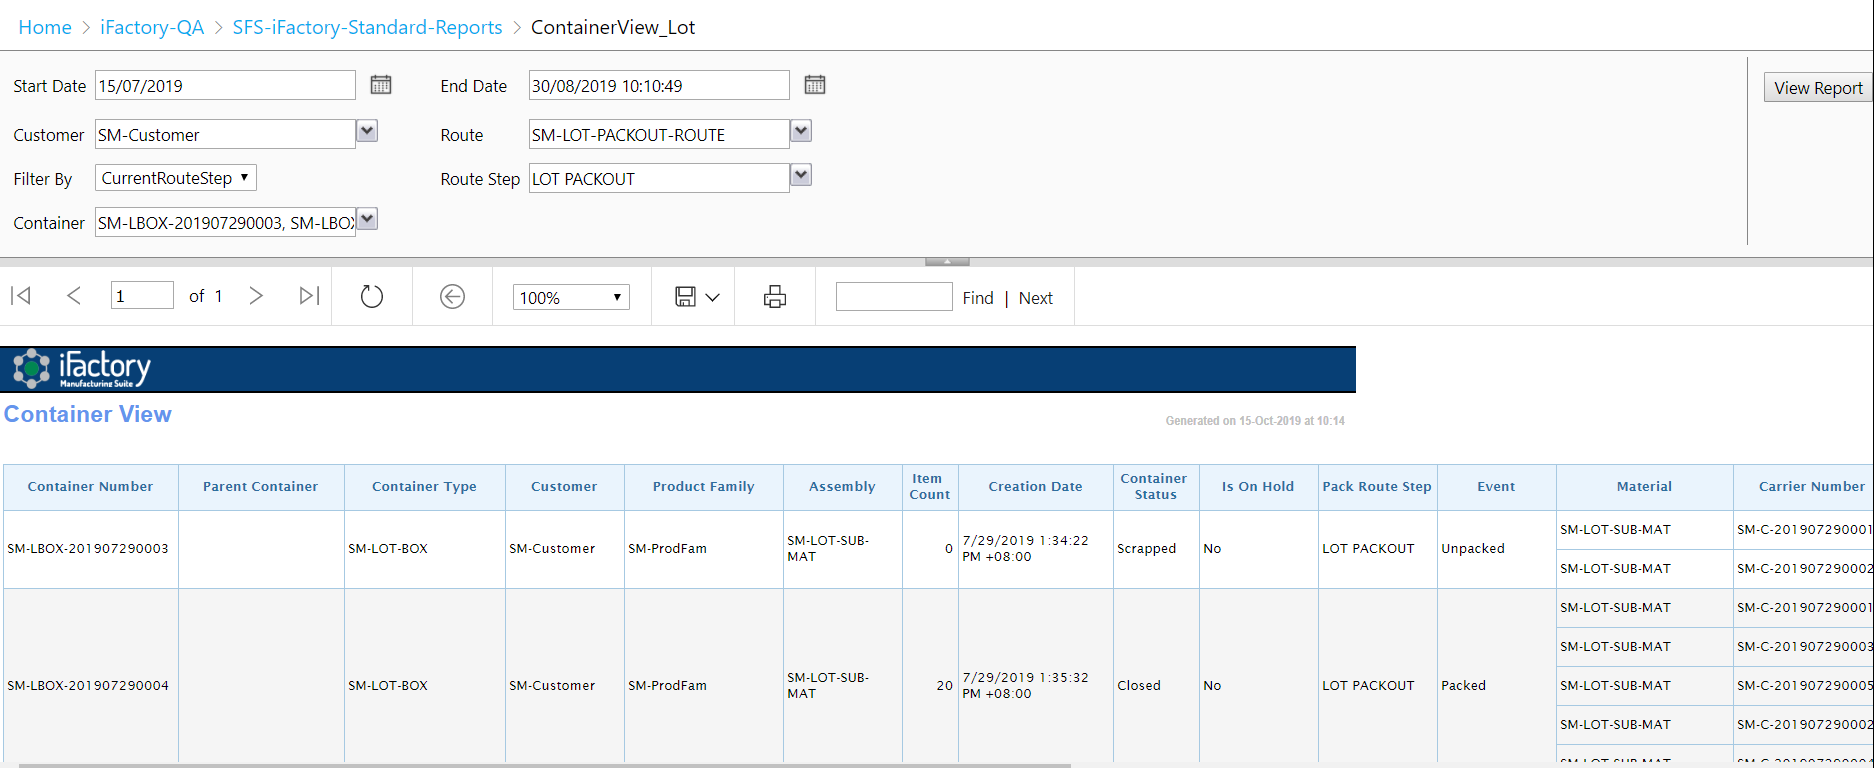 Home > iFactory-QA > SFS-iFactory-Standard-Reports > ContainerView_Lot
Start Date 15/07/2019 End Date 30/08/2019 10:10:49 View Report
Customer SM-Customer Route SM-LOT-PACKOUT-ROUTE
Filter By CurrentRouteStep Route Step LOT PACKOUT
Container SM-LBOX-201907290003, SM-LBOX
1 of 1 100% Find | Next
iFactory
Manufacturing Suite
Container View
Generated on 15-Oct-2019 at 10:14
Container Number Parent Container Container Type Customer Product Family Assembly Item Count Creation Date Container Status Is On Hold Pack Route Step Event Material Carrier Number
SM-LBOX-201907290003 SM-LOT-BOX SM-Customer SM-ProdFam SM-LOT-SUB-MAT 0 7/29/2019 1:34:22 PM +08:00 Scrapped No LOT PACKOUT Unpacked SM-LOT-SUB-MAT SM-C-201907290001
SM-LOT-SUB-MAT SM-C-201907290002
SM-LBOX-201907290004 SM-LOT-BOX SM-Customer SM-ProdFam SM-LOT-SUB-MAT 20 7/29/2019 1:35:32 PM +08:00 Closed No LOT PACKOUT Packed SM-LOT-SUB-MAT SM-C-201907290001
SM-LOT-SUB-MAT SM-C-201907290003
SM-LOT-SUB-MAT SM-C-201907290005
SM-LOT-SUB-MAT SM-C-201907290002